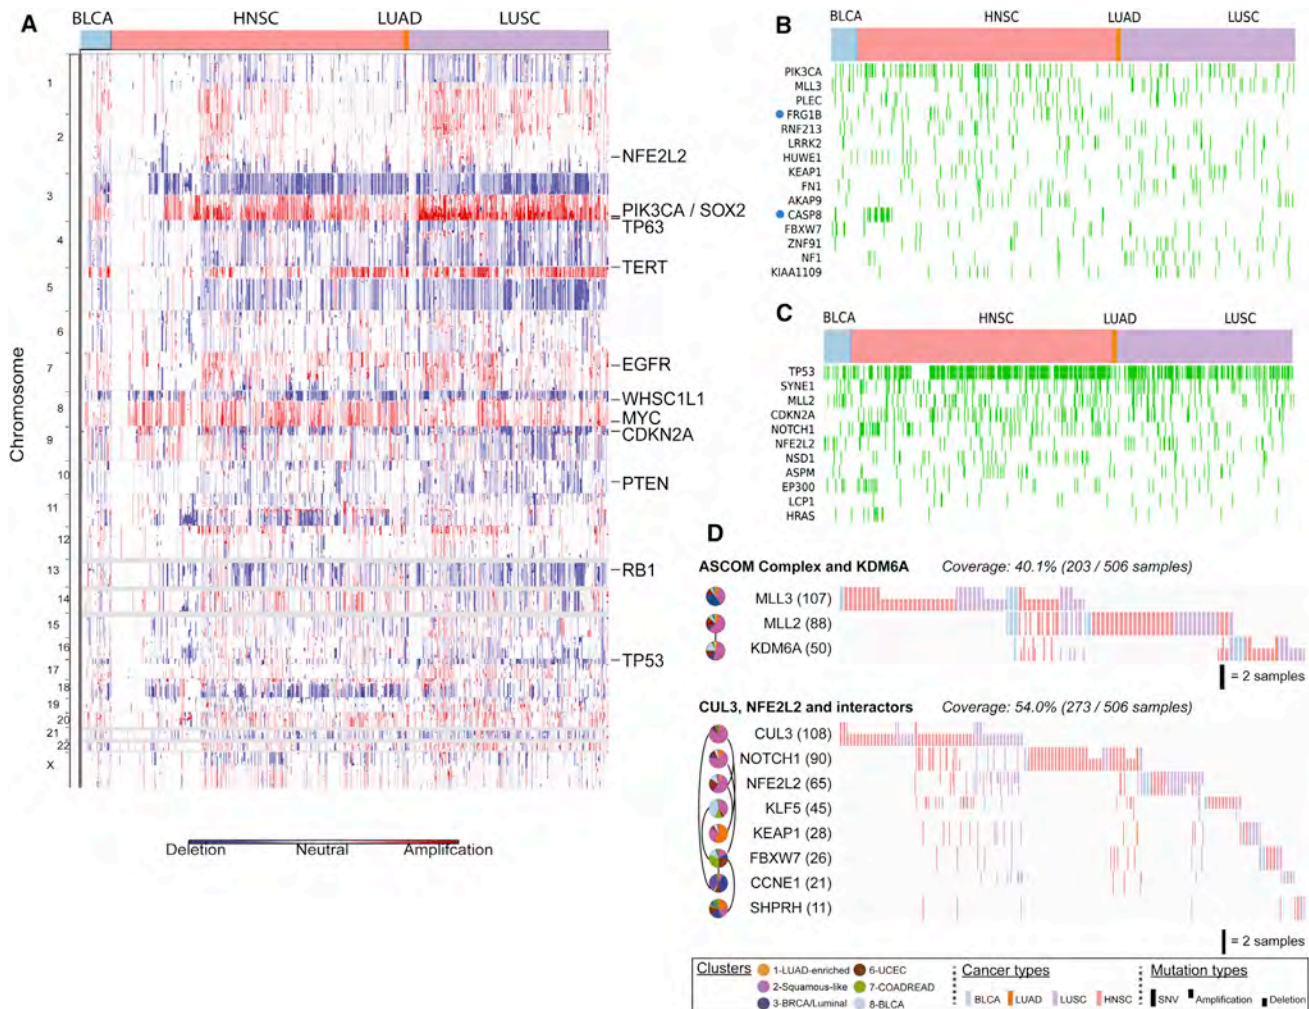 A
BLCA HNSC LUAD LUSC
Chromosome
1
2
3
4
5
6
7
8
9
10
11
12
13
14
15
16
17
18
19
20
21
22
X
NFE2L2
PIK3CA / SOX2
TP63
TERT
EGFR
WHSC1L1
MYC
CDKN2A
PTEN
RB1
TP53
Deletion Neutral Amplifcation
B
BLCA HNSC LUAD LUSC
PIK3CA
MLL3
PLEC
FRG1B
RNF213
LRRK2
HUWE1
KEAP1
FN1
AKAP9
CASP8
FBXW7
ZNF91
NF1
KIAA1109
C
BLCA HNSC LUAD LUSC
TP53
SYNE1
MLL2
CDKN2A
NOTCH1
NFE2L2
NSD1
ASPM
EP300
LCP1
HRAS
D
ASCOM Complex and KDM6A Coverage: 40.1% (203 / 506 samples)
MLL3 (107)
MLL2 (88)
KDM6A (50)
= 2 samples
CUL3, NFE2L2 and interactors Coverage: 54.0% (273 / 506 samples)
CUL3 (108)
NOTCH1 (90)
NFE2L2 (65)
KLF5 (45)
KEAP1 (28)
FBXW7 (26)
CCNE1 (21)
SHPRH (11)
= 2 samples
Clusters
1-LUAD-enriched 6-UCEC
2-Squamous-like 7-COADREAD
3-BRCA/Luminal 8-BLCA
Cancer types
BLCA LUAD LUSC HNSC
Mutation types
SNV Amplification Deletion